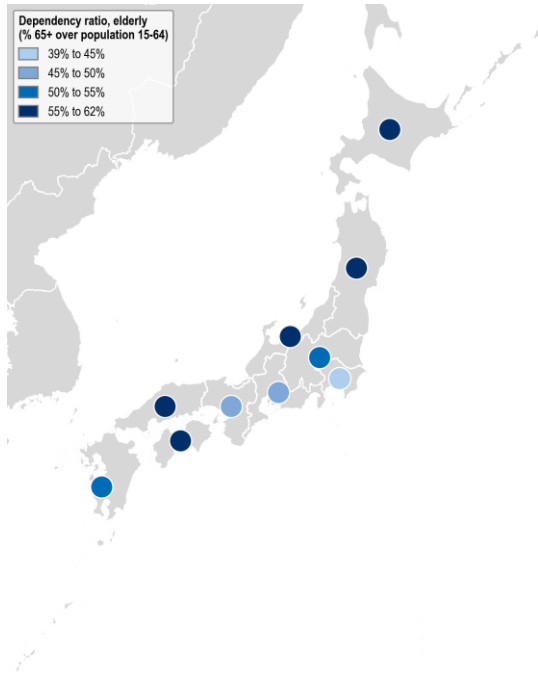 Dependency ratio, elderly
(% 65+ over population 15-64)
39% to 45%
45% to 50%
50% to 55%
55% to 62%